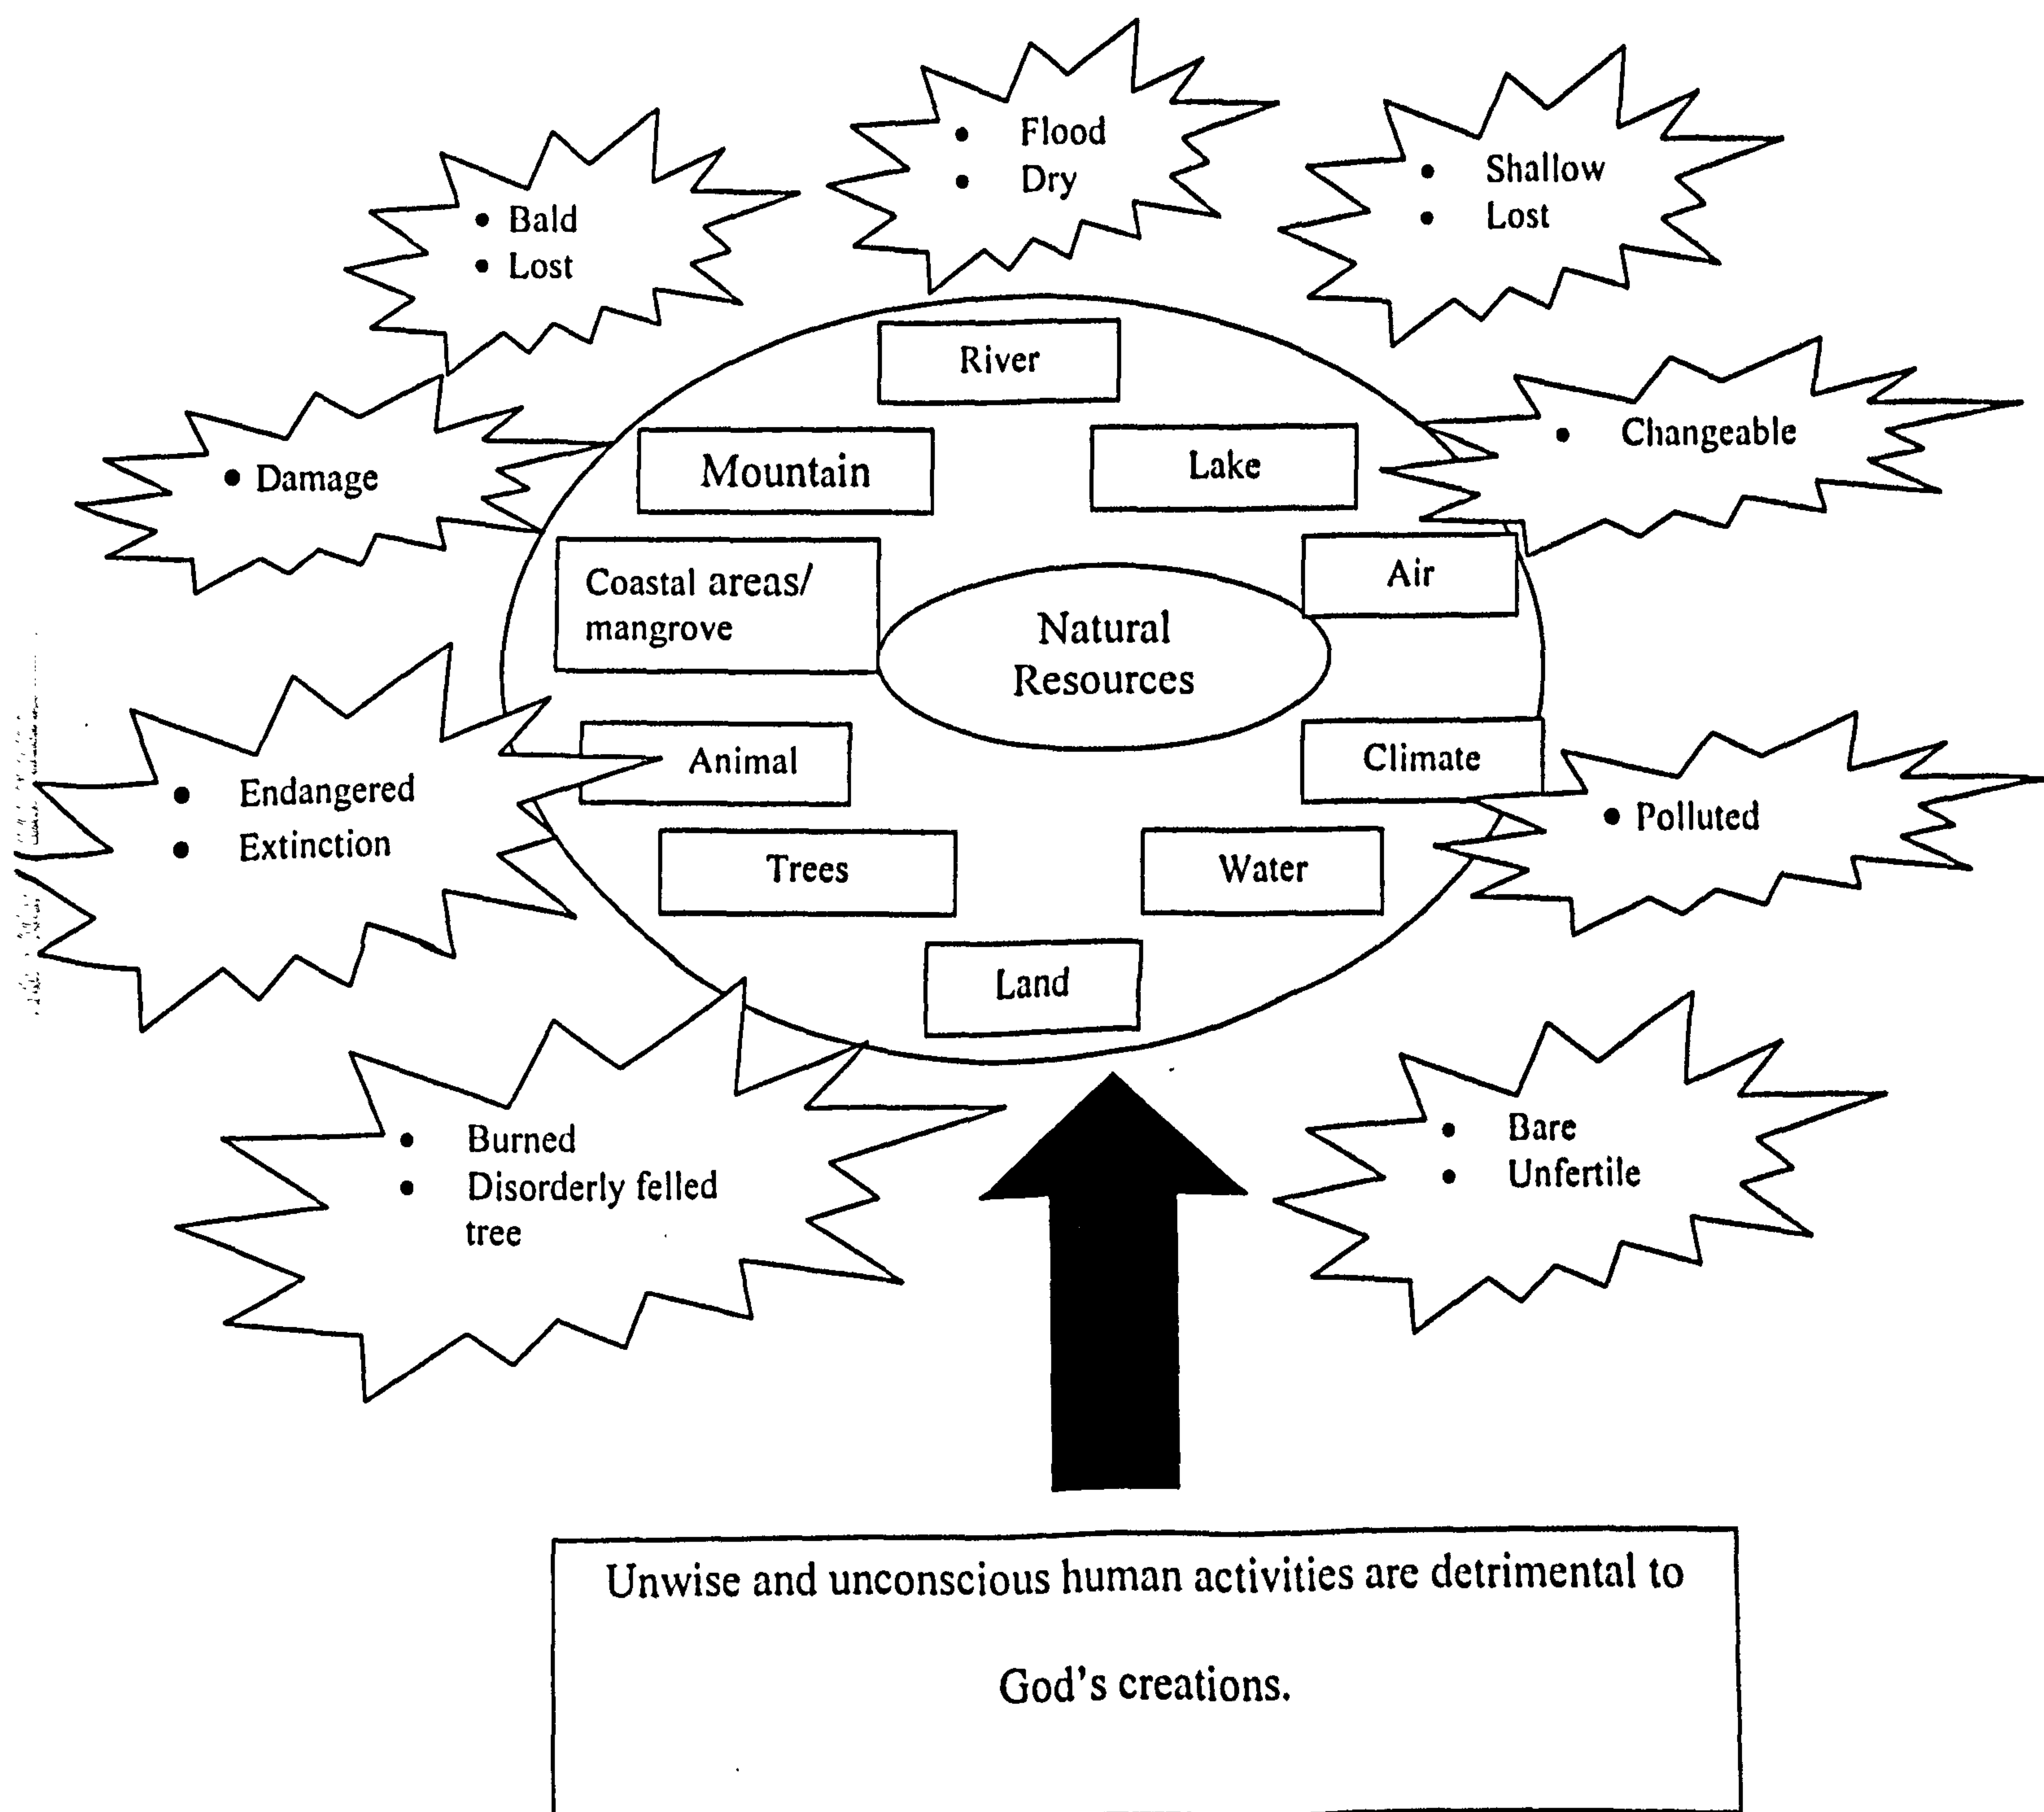 • Flood
• Dry
• Shallow
• Lost
• Bald
• Lost
River
• Changeable
• Damage
Mountain
Lake
Coastal areas/
mangrove
Air
Natural
Resources
Animal
Climate
• Endangered
• Extinction
• Polluted
Trees
Water
Land
• Burned
• Disorderly felled
tree
• Bare
• Unfertile
Unwise and unconscious human activities are detrimental to
God's creations.